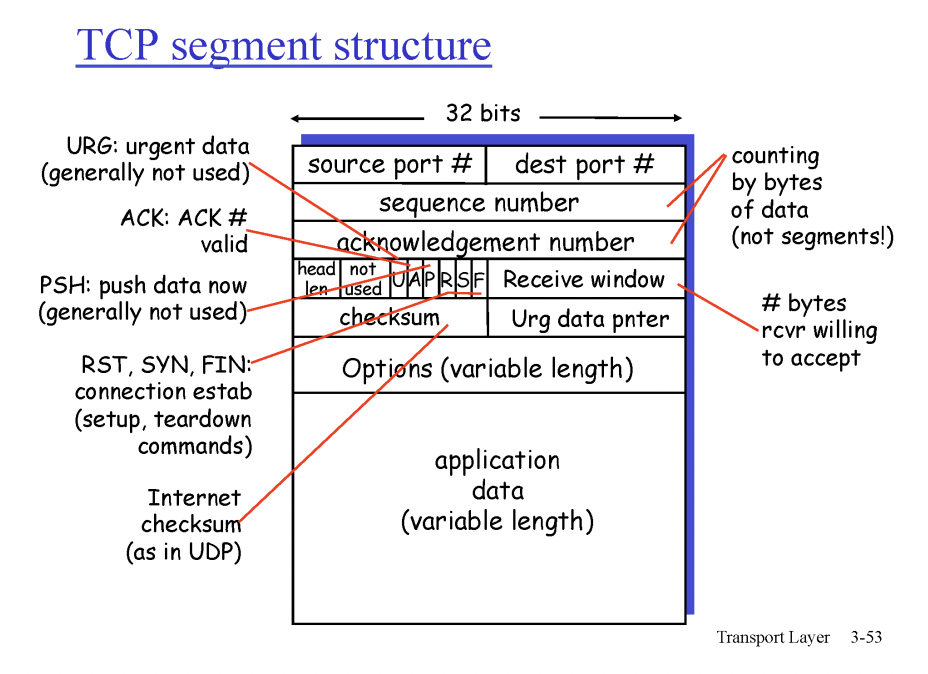 TCP segment structure
32 bits
URG: urgent data
(generally not used)
ACK: ACK #
valid
PSH: push data now
(generally not used)
RST, SYN, FIN:
connection estab
(setup, teardown
commands)
Internet
checksum
(as in UDP)
source port #
dest port #
sequence number
acknowledgement number
head
len
not
used
U A P R S F
Receive window
checksum
Urg data pnter
Options (variable length)
application
data
(variable length)
counting
by bytes
of data
(not segments!)
# bytes
rcvr willing
to accept
Transport Layer 3-53